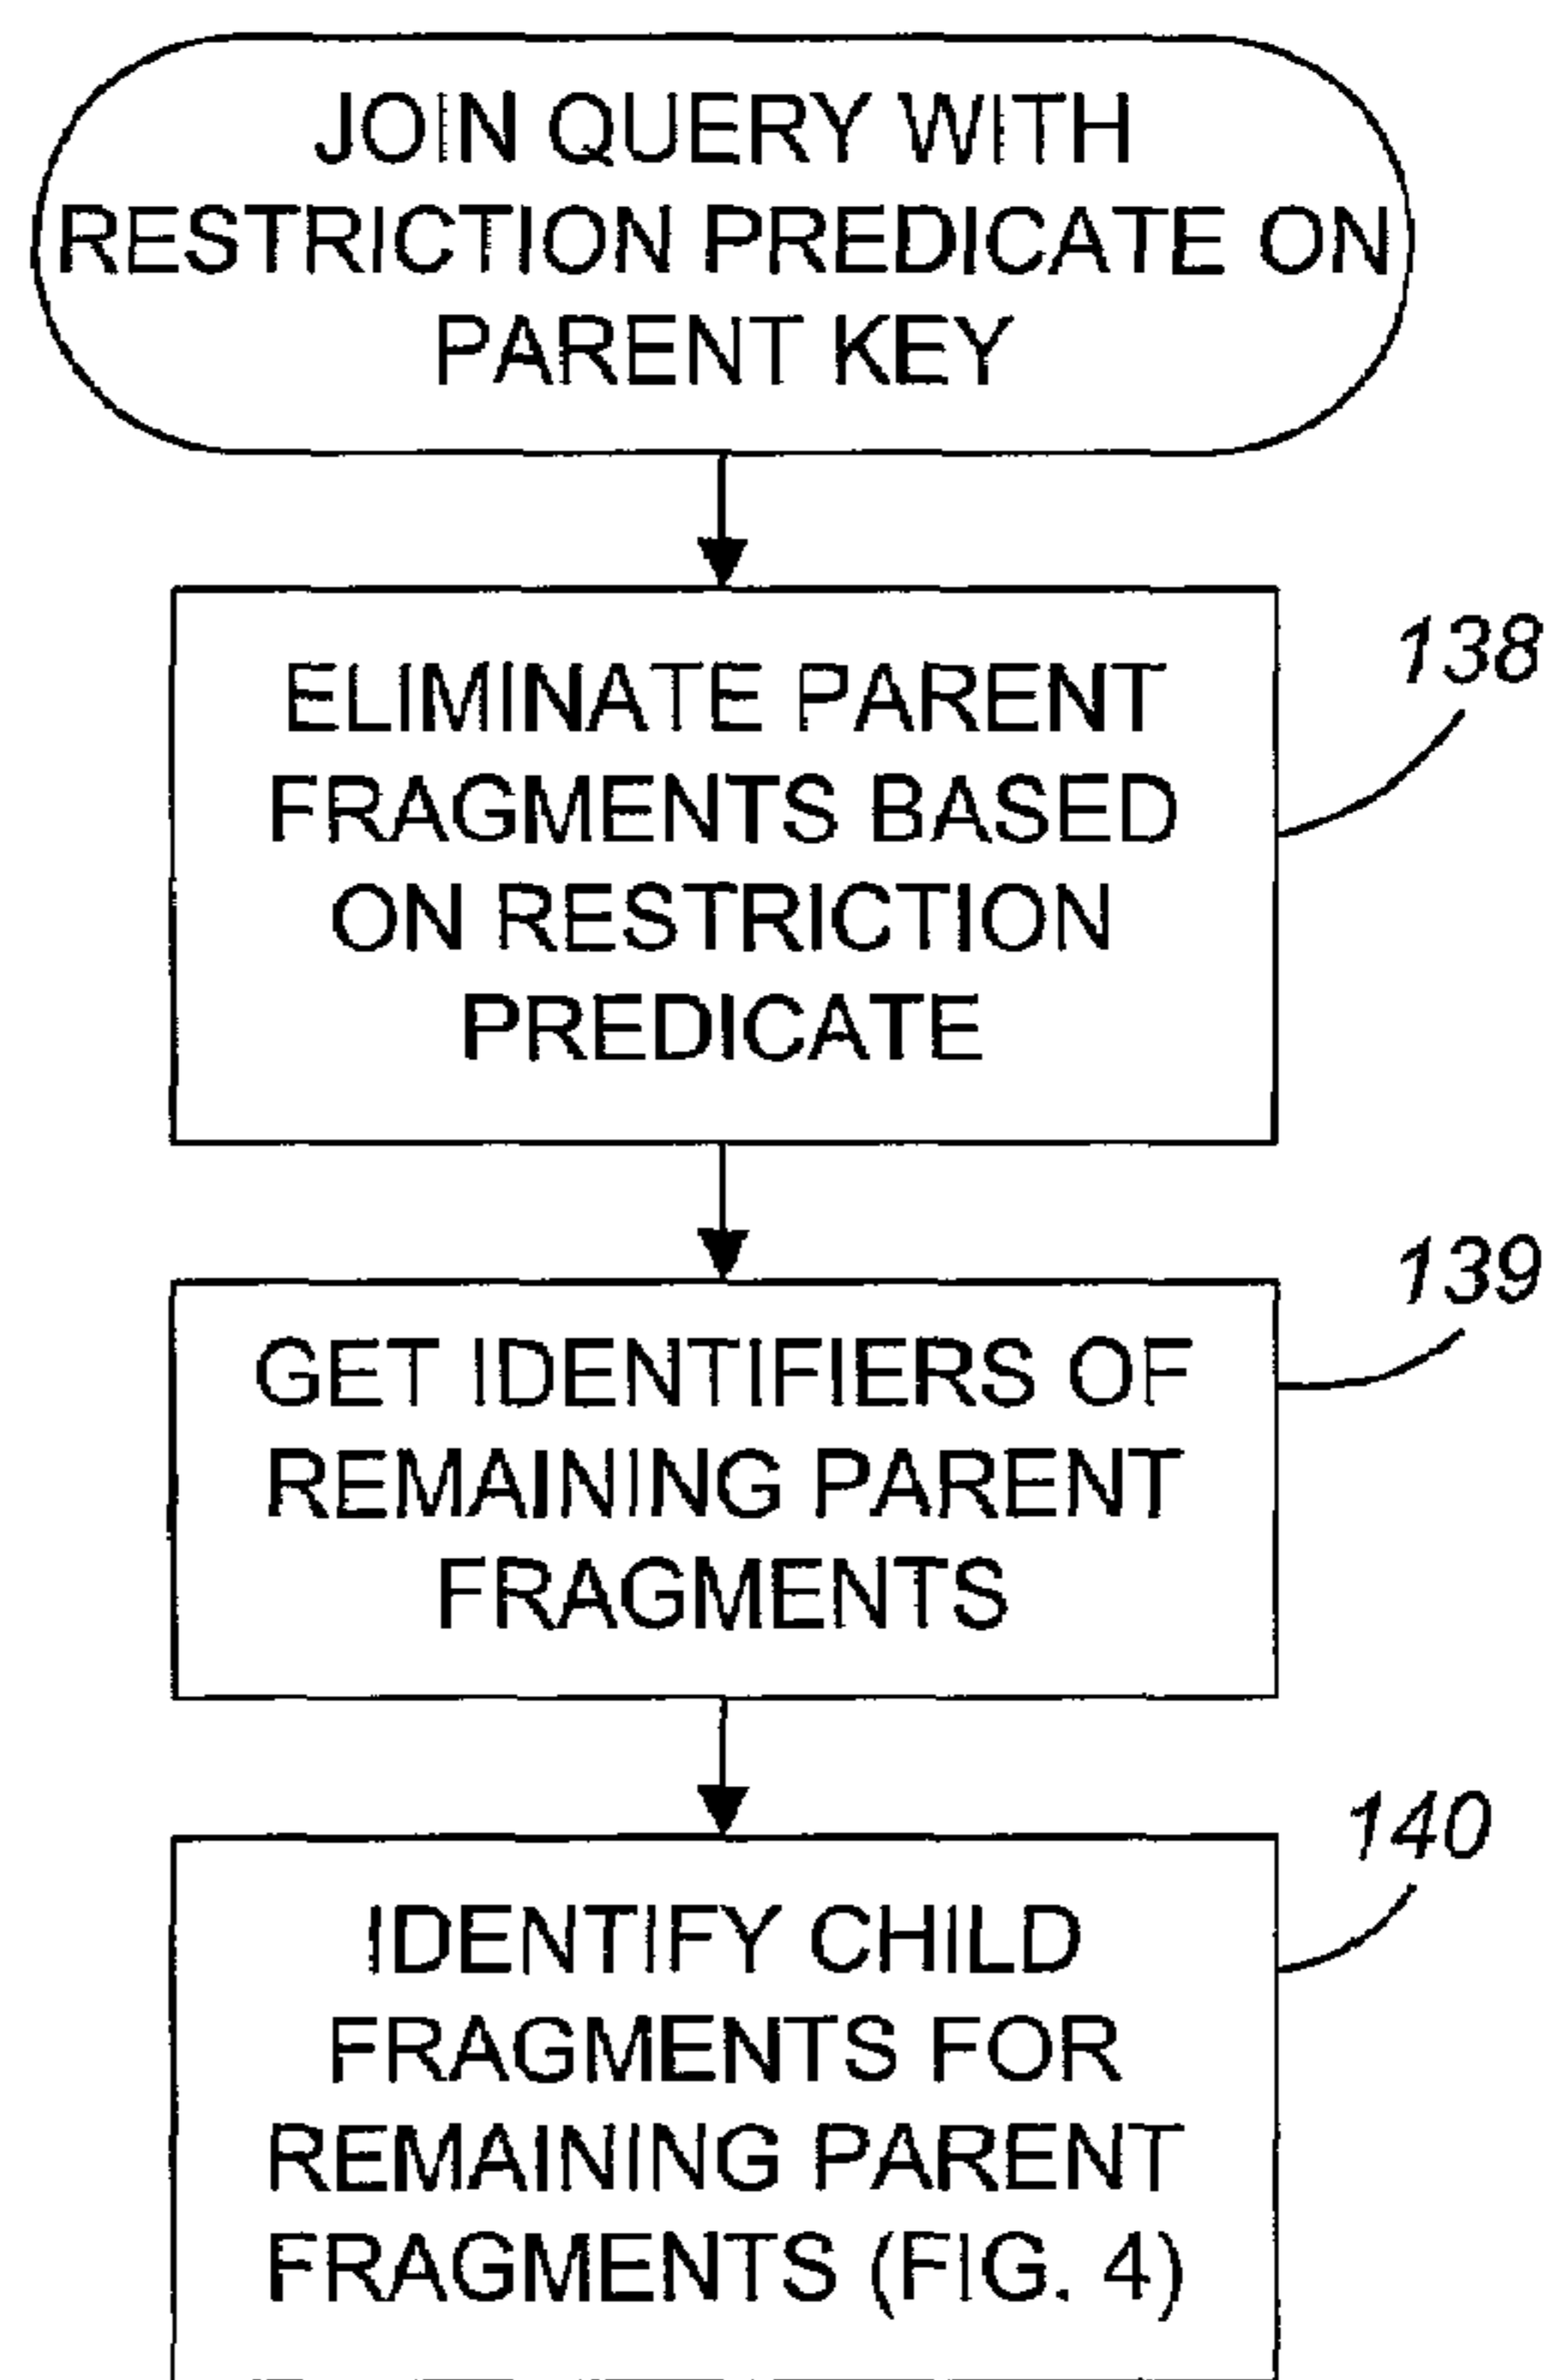 JOIN QUERY WITH
RESTRICTION PREDICATE ON
PARENT KEY
138
ELIMINATE PARENT
FRAGMENTS BASED
ON RESTRICTION
PREDICATE
139
GET IDENTIFIERS OF
REMAINING PARENT
FRAGMENTS
140
IDENTIFY CHILD
FRAGMENTS FOR
REMAINING PARENT
FRAGMENTS (FIG. 4)